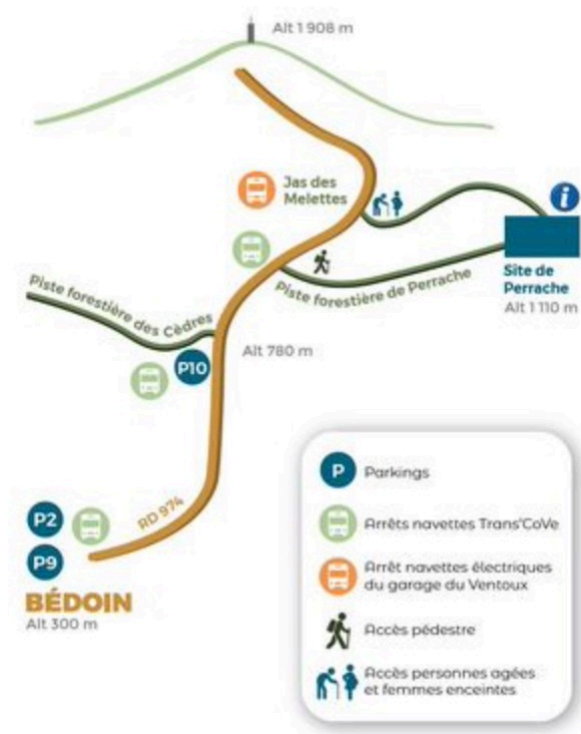 Alt 1 908 m
Jas des
Melettes
i
Piste forestière de Perrache
Site de
Perrache
Alt 1 110 m
Piste forestière des Cèdres
Alt 780 m
P10
P2
P9
RD 974
BÉDOIN
Alt 300 m
P
Parkings
Arrêts navettes Trans'CoVe
Arrêt navettes électriques
du garage du Ventoux
Accès pédestre
Accès personnes agées
et femmes enceintes